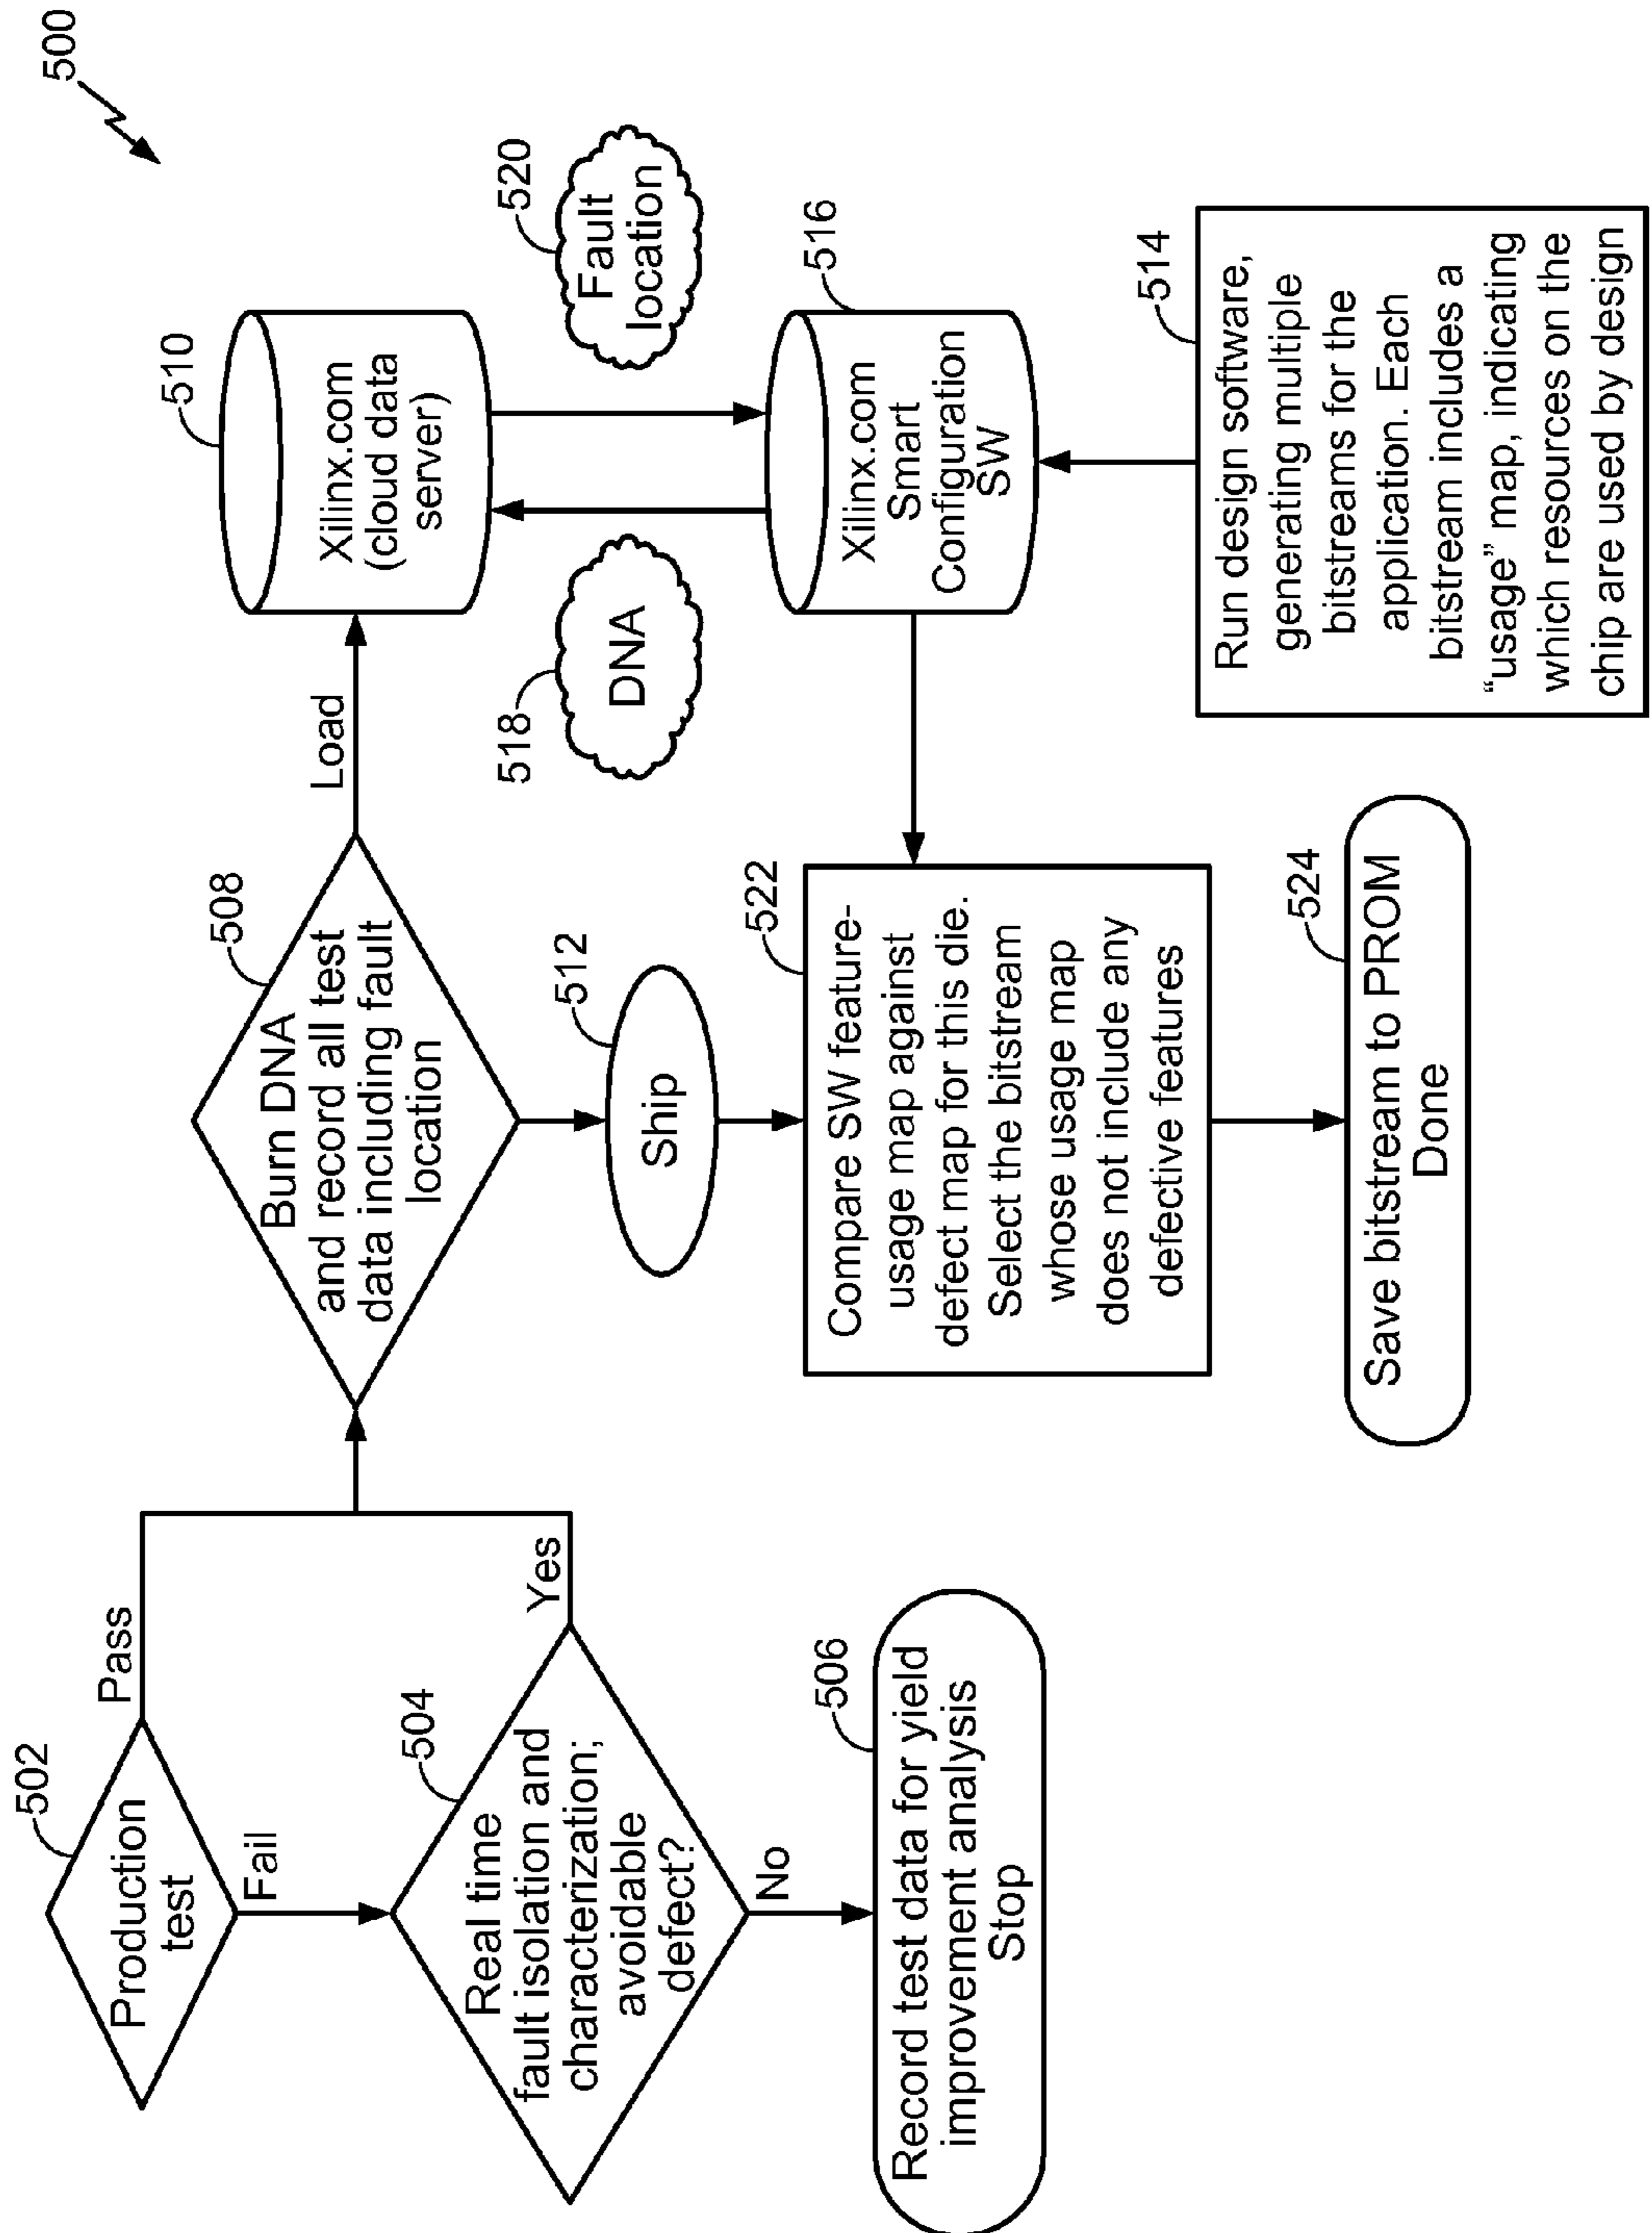 500
502
Production
test
Pass
Fail
504
Real time
fault isolation and
characterization;
avoidable
defect?
Yes
No
506
Record test data for yield
improvement analysis
Stop
508
Burn DNA
and record all test
data including fault
location
Load
510
Xilinx.com
(cloud data
server)
512
Ship
518
DNA
520
Fault
location
516
Xilinx.com
Smart
Configuration
SW
514
Run design software,
generating multiple
bitstreams for the
application. Each
bitstream includes a
“usage” map, indicating
which resources on the
chip are used by design
522
Compare SW feature-
usage map against
defect map for this die.
Select the bitstream
whose usage map
does not include any
defective features
524
Save bitstream to PROM
Done